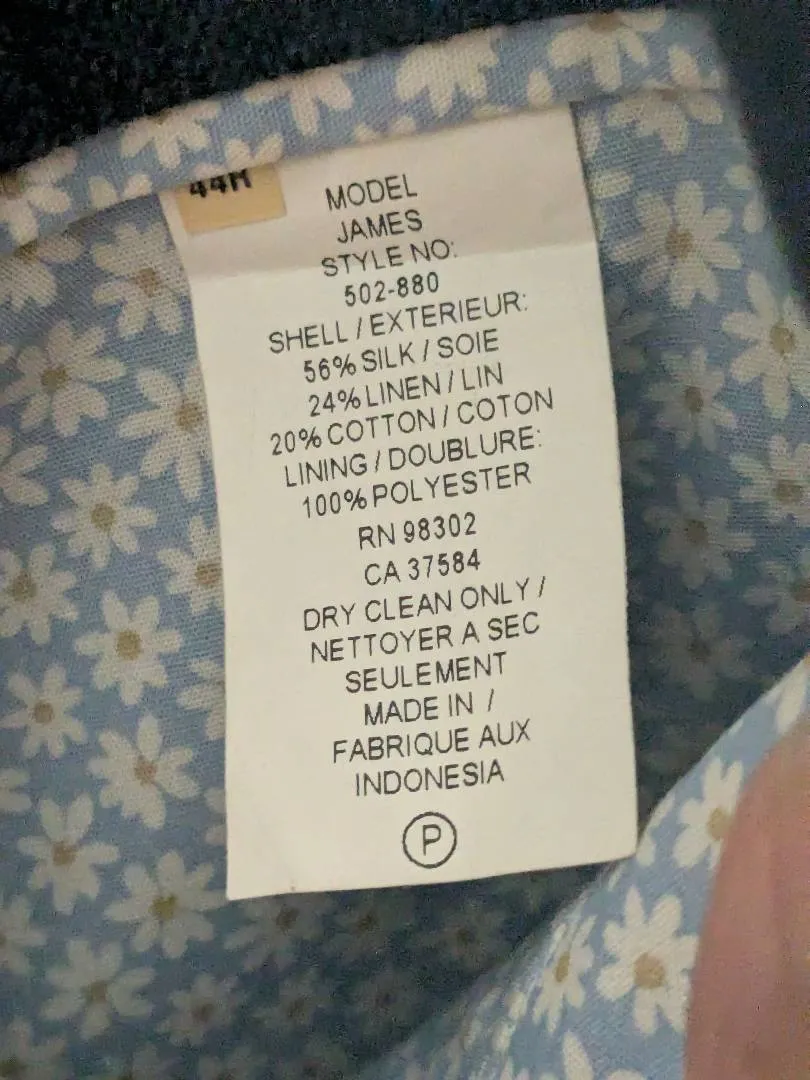 44M
MODEL
JAMES
STYLE NO:
502-880
SHELL / EXTERIEUR:
56% SILK / SOIE
24% LINEN / LIN
20% COTTON / COTON
LINING / DOUBLURE:
100% POLYESTER
RN 98302
CA 37584
DRY CLEAN ONLY /
NETTOYER A SEC
SEULEMENT
MADE IN /
FABRIQUE AUX
INDONESIA
P